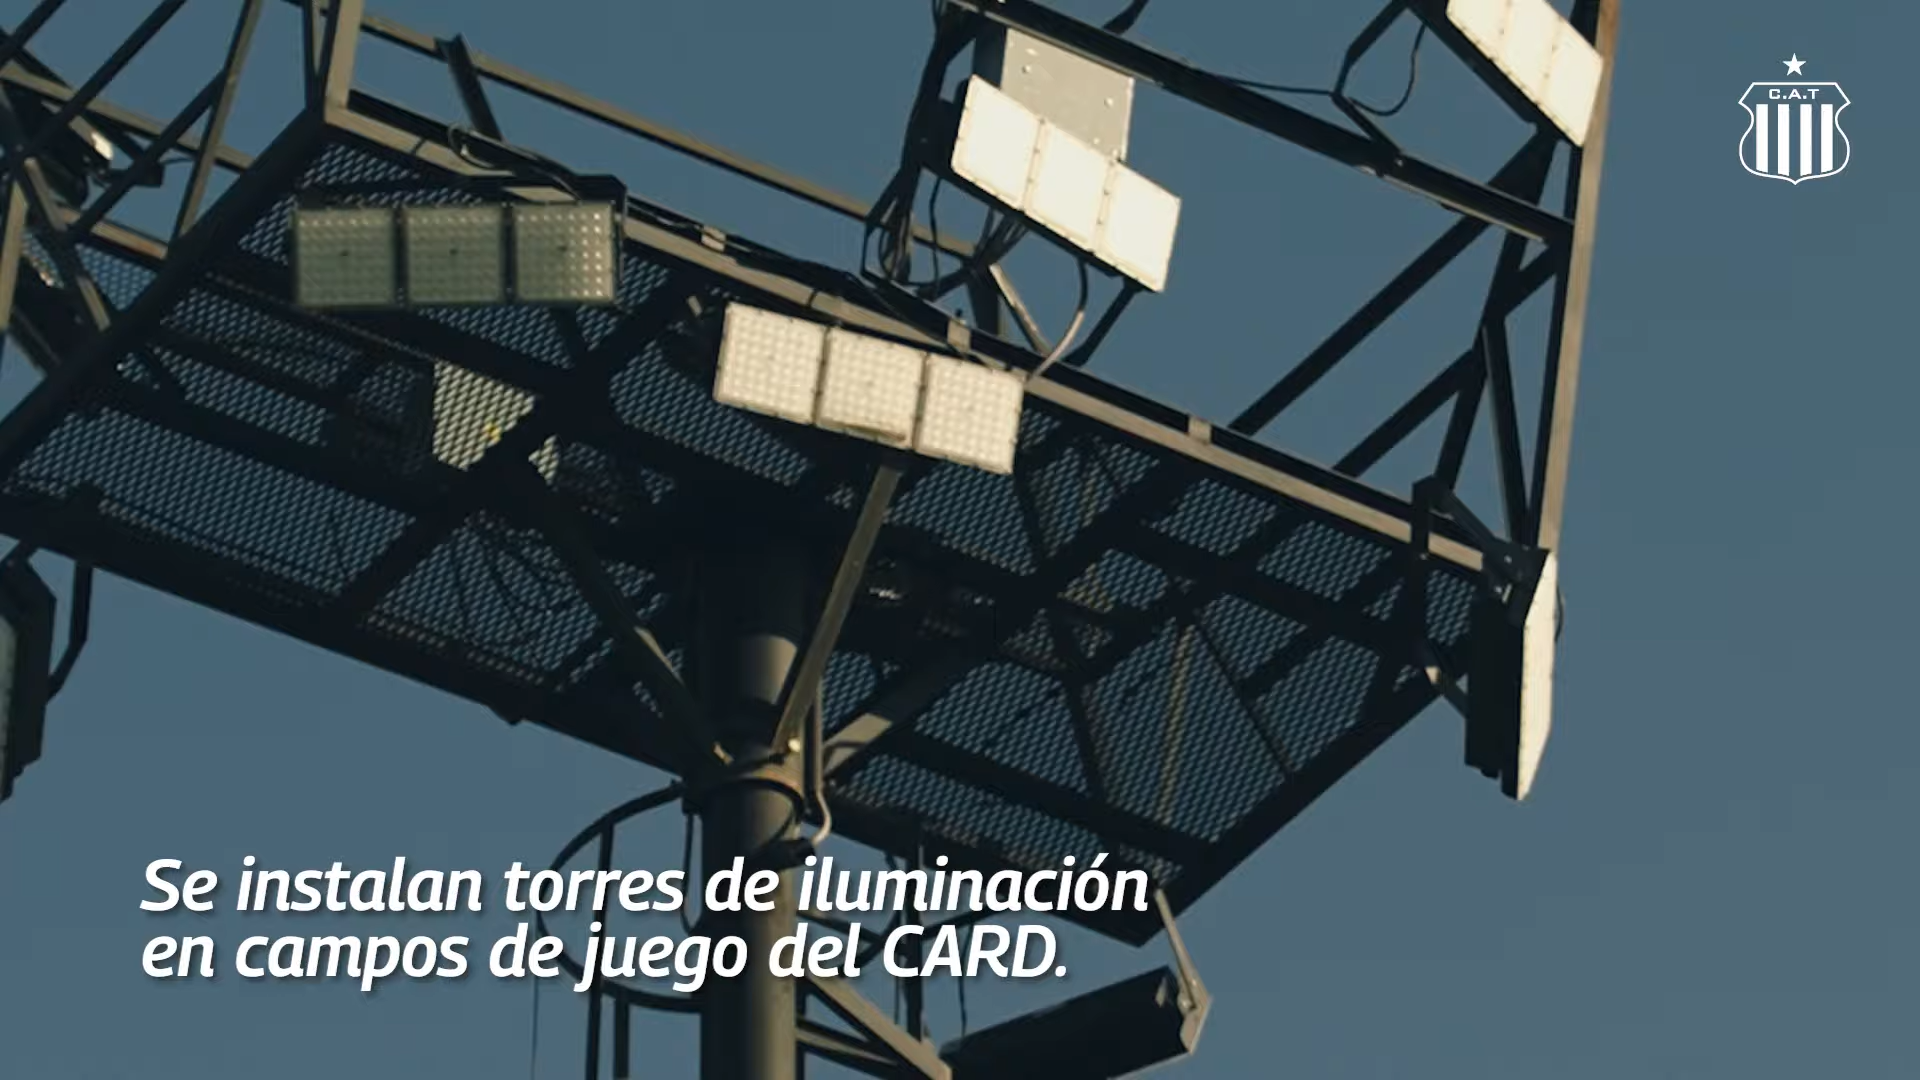 C.A.T
Se instalan torres de iluminación
en campos de juego del CARD.